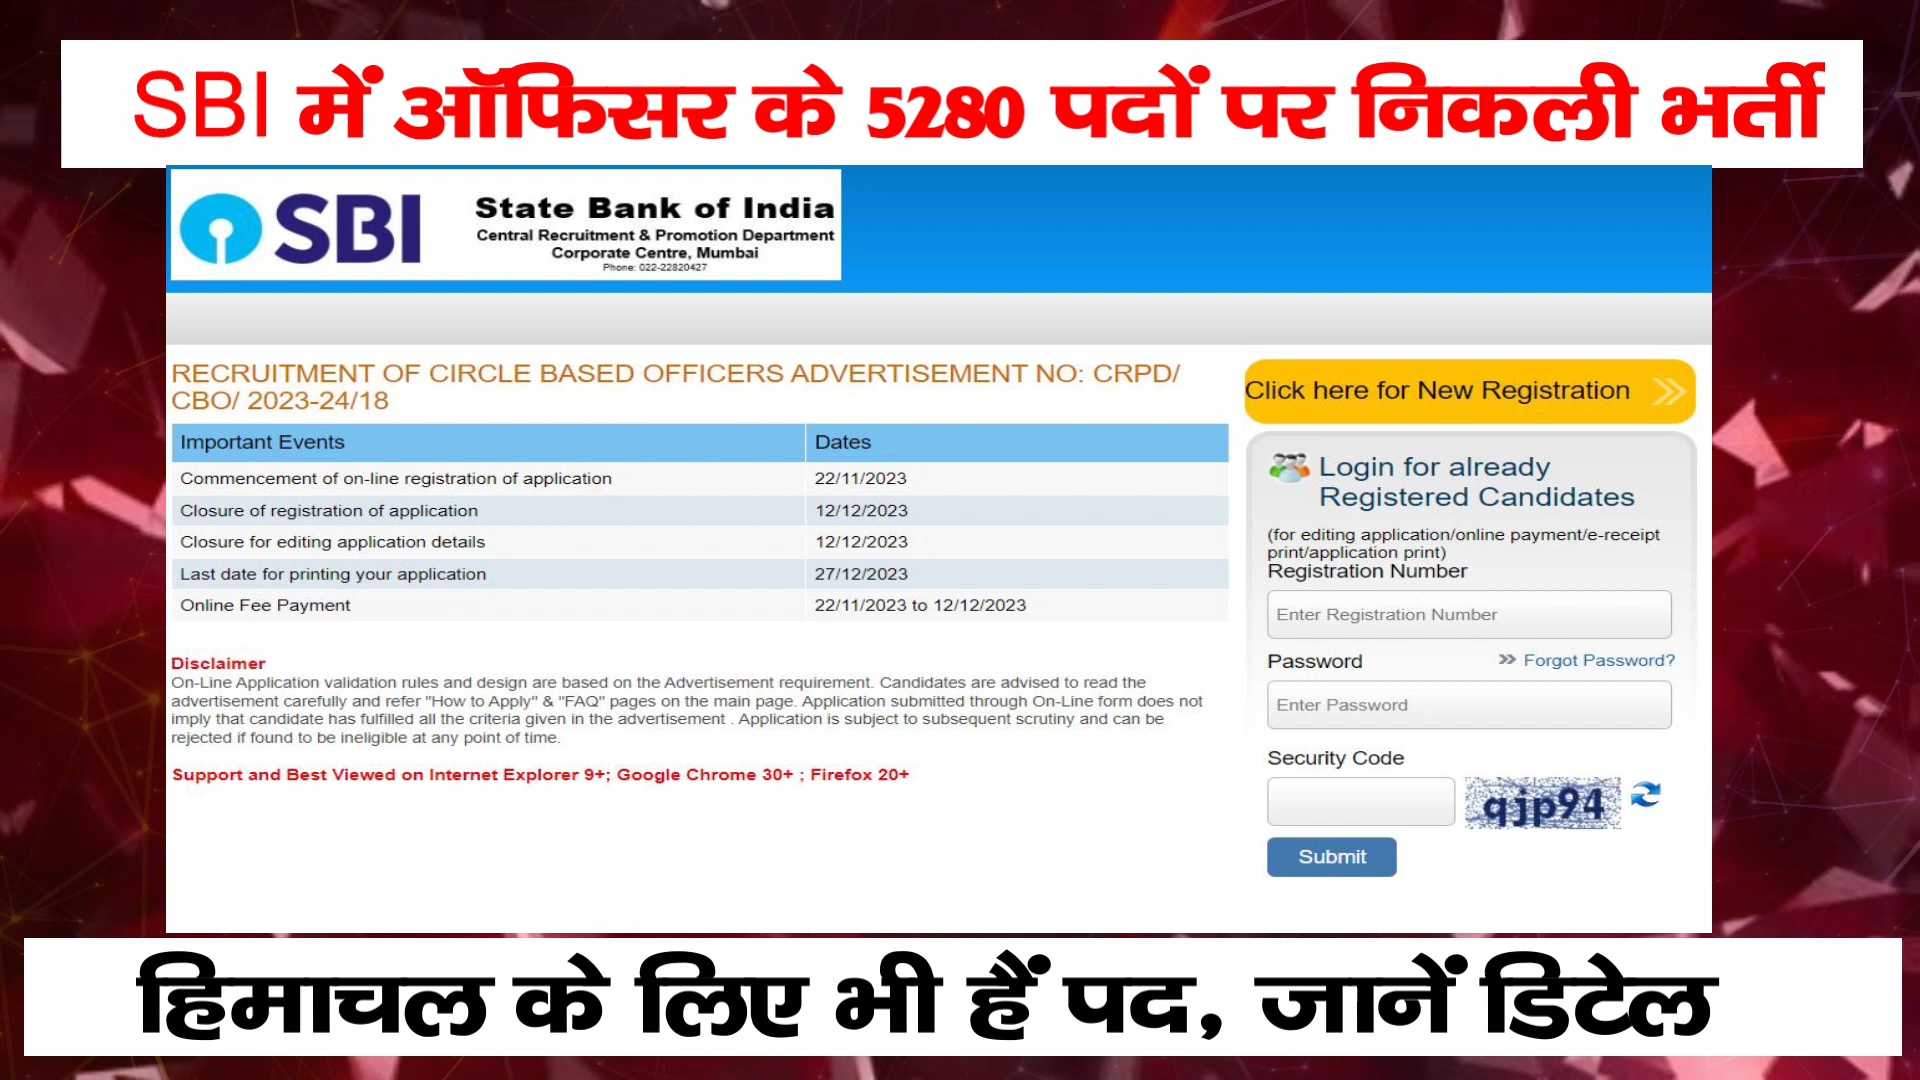 SBI में ऑफिसर के 5280 पदों पर निकली भर्ती
SBI
State Bank of India
Central Recruitment & Promotion Department
Corporate Centre, Mumbai
Phone: 022-22820427
RECRUITMENT OF CIRCLE BASED OFFICERS ADVERTISEMENT NO: CRPD/
CBO/ 2023-24/18
Important Events Dates
Commencement of on-line registration of application 22/11/2023
Closure of registration of application 12/12/2023
Closure for editing application details 12/12/2023
Last date for printing your application 27/12/2023
Online Fee Payment 22/11/2023 to 12/12/2023
Disclaimer
On-Line Application validation rules and design are based on the Advertisement requirement. Candidates are advised to read the
advertisement carefully and refer "How to Apply" & "FAQ" pages on the main page. Application submitted through On-Line form does not
imply that candidate has fulfilled all the criteria given in the advertisement . Application is subject to subsequent scrutiny and can be
rejected if found to be ineligible at any point of time.
Support and Best Viewed on Internet Explorer 9+; Google Chrome 30+ ; Firefox 20+
Click here for New Registration
Login for already
Registered Candidates
(for editing application/online payment/e-receipt
print/application print)
Registration Number
Enter Registration Number
Password Forgot Password?
Enter Password
Security Code
qjp94
Submit
हिमाचल के लिए भी हैं पद, जानें डिटेल